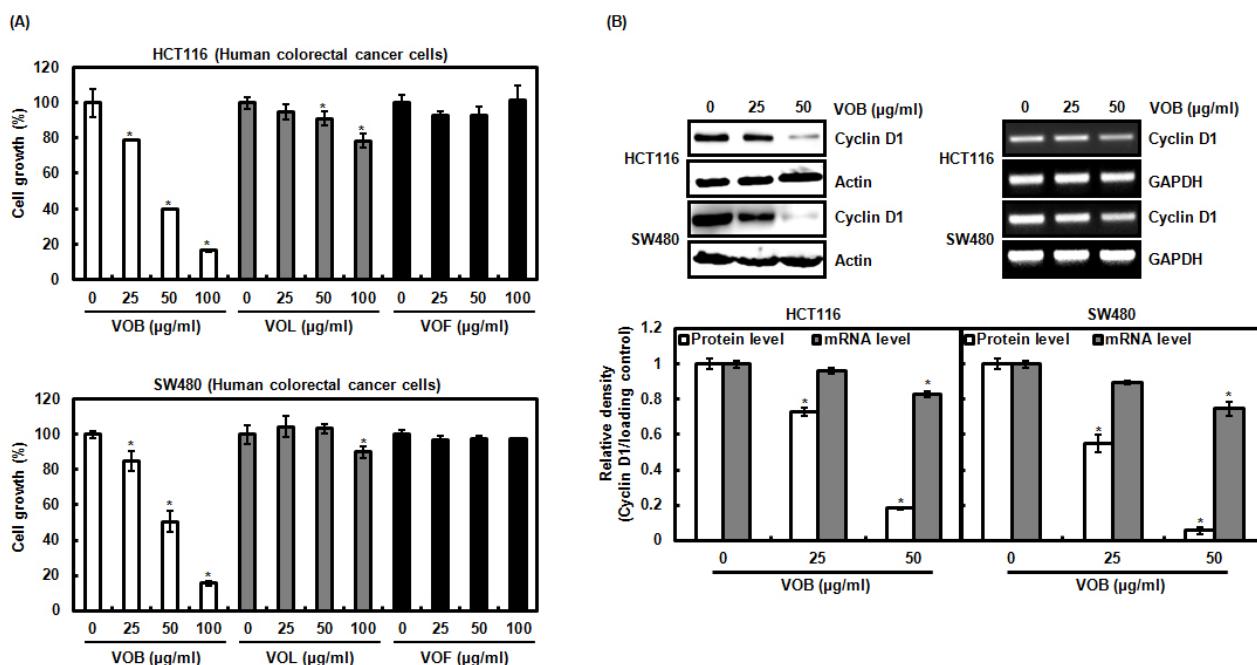 (A)
HCT116 (Human colorectal cancer cells)
Cell growth (%)
120
100
80
60
40
20
0
* * * * *
0 25 50 100 0 25 50 100 0 25 50 100
VOB (µg/ml) VOL (µg/ml) VOF (µg/ml)
SW480 (Human colorectal cancer cells)
Cell growth (%)
120
100
80
60
40
20
0
* * * *
0 25 50 100 0 25 50 100 0 25 50 100
VOB (µg/ml) VOL (µg/ml) VOF (µg/ml)
(B)
0 25 50 VOB (µg/ml)
HCT116
Cyclin D1
Actin
SW480
Cyclin D1
Actin
0 25 50 VOB (µg/ml)
HCT116
Cyclin D1
GAPDH
SW480
Cyclin D1
GAPDH
HCT116 SW480
Relative density
(Cyclin D1/loading control)
1.2
1
0.8
0.6
0.4
0.2
0
Protein level mRNA level Protein level mRNA level
* * * * * *
0 25 50 0 25 50
VOB (µg/ml) VOB (µg/ml)